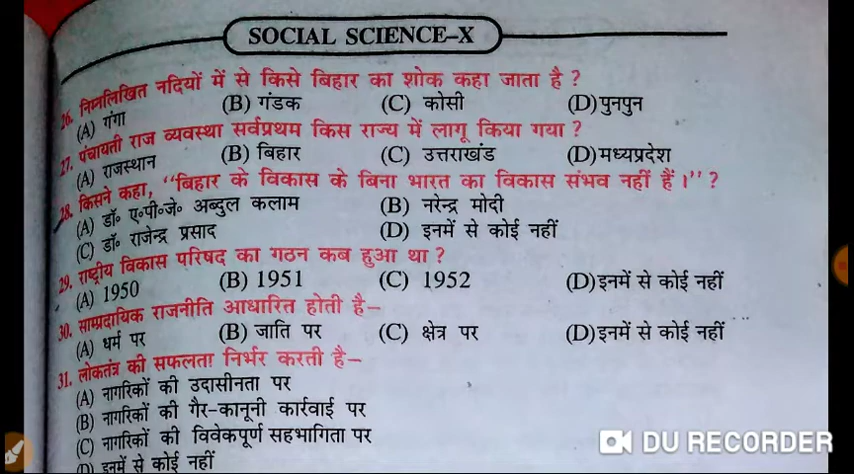 SOCIAL SCIENCE–X
26. निम्नलिखित नदियों में से किसे बिहार का शोक कहा जाता है ?
(A) गंगा (B) गंडक (C) कोसी (D) पुनपुन
27. पंचायती राज व्यवस्था सर्वप्रथम किस राज्य में लागू किया गया ?
(A) राजस्थान (B) बिहार (C) उत्तराखंड (D) मध्यप्रदेश
28. किसने कहा, “बिहार के विकास के बिना भारत का विकास संभव नहीं हैं।” ?
(A) डॉ॰ ए॰पी॰जे॰ अब्दुल कलाम (B) नरेन्द्र मोदी
(C) डॉ॰ राजेन्द्र प्रसाद (D) इनमें से कोई नहीं
29. राष्ट्रीय विकास परिषद का गठन कब हुआ था ?
(A) 1950 (B) 1951 (C) 1952 (D) इनमें से कोई नहीं
30. साम्प्रदायिक राजनीति आधारित होती है–
(A) धर्म पर (B) जाति पर (C) क्षेत्र पर (D) इनमें से कोई नहीं
31. लोकतंत्र की सफलता निर्भर करती है–
(A) नागरिकों की उदासीनता पर
(B) नागरिकों की गैर-कानूनी कार्रवाई पर
(C) नागरिकों की विवेकपूर्ण सहभागिता पर
(D) इनमें से कोई नहीं
DU RECORDER